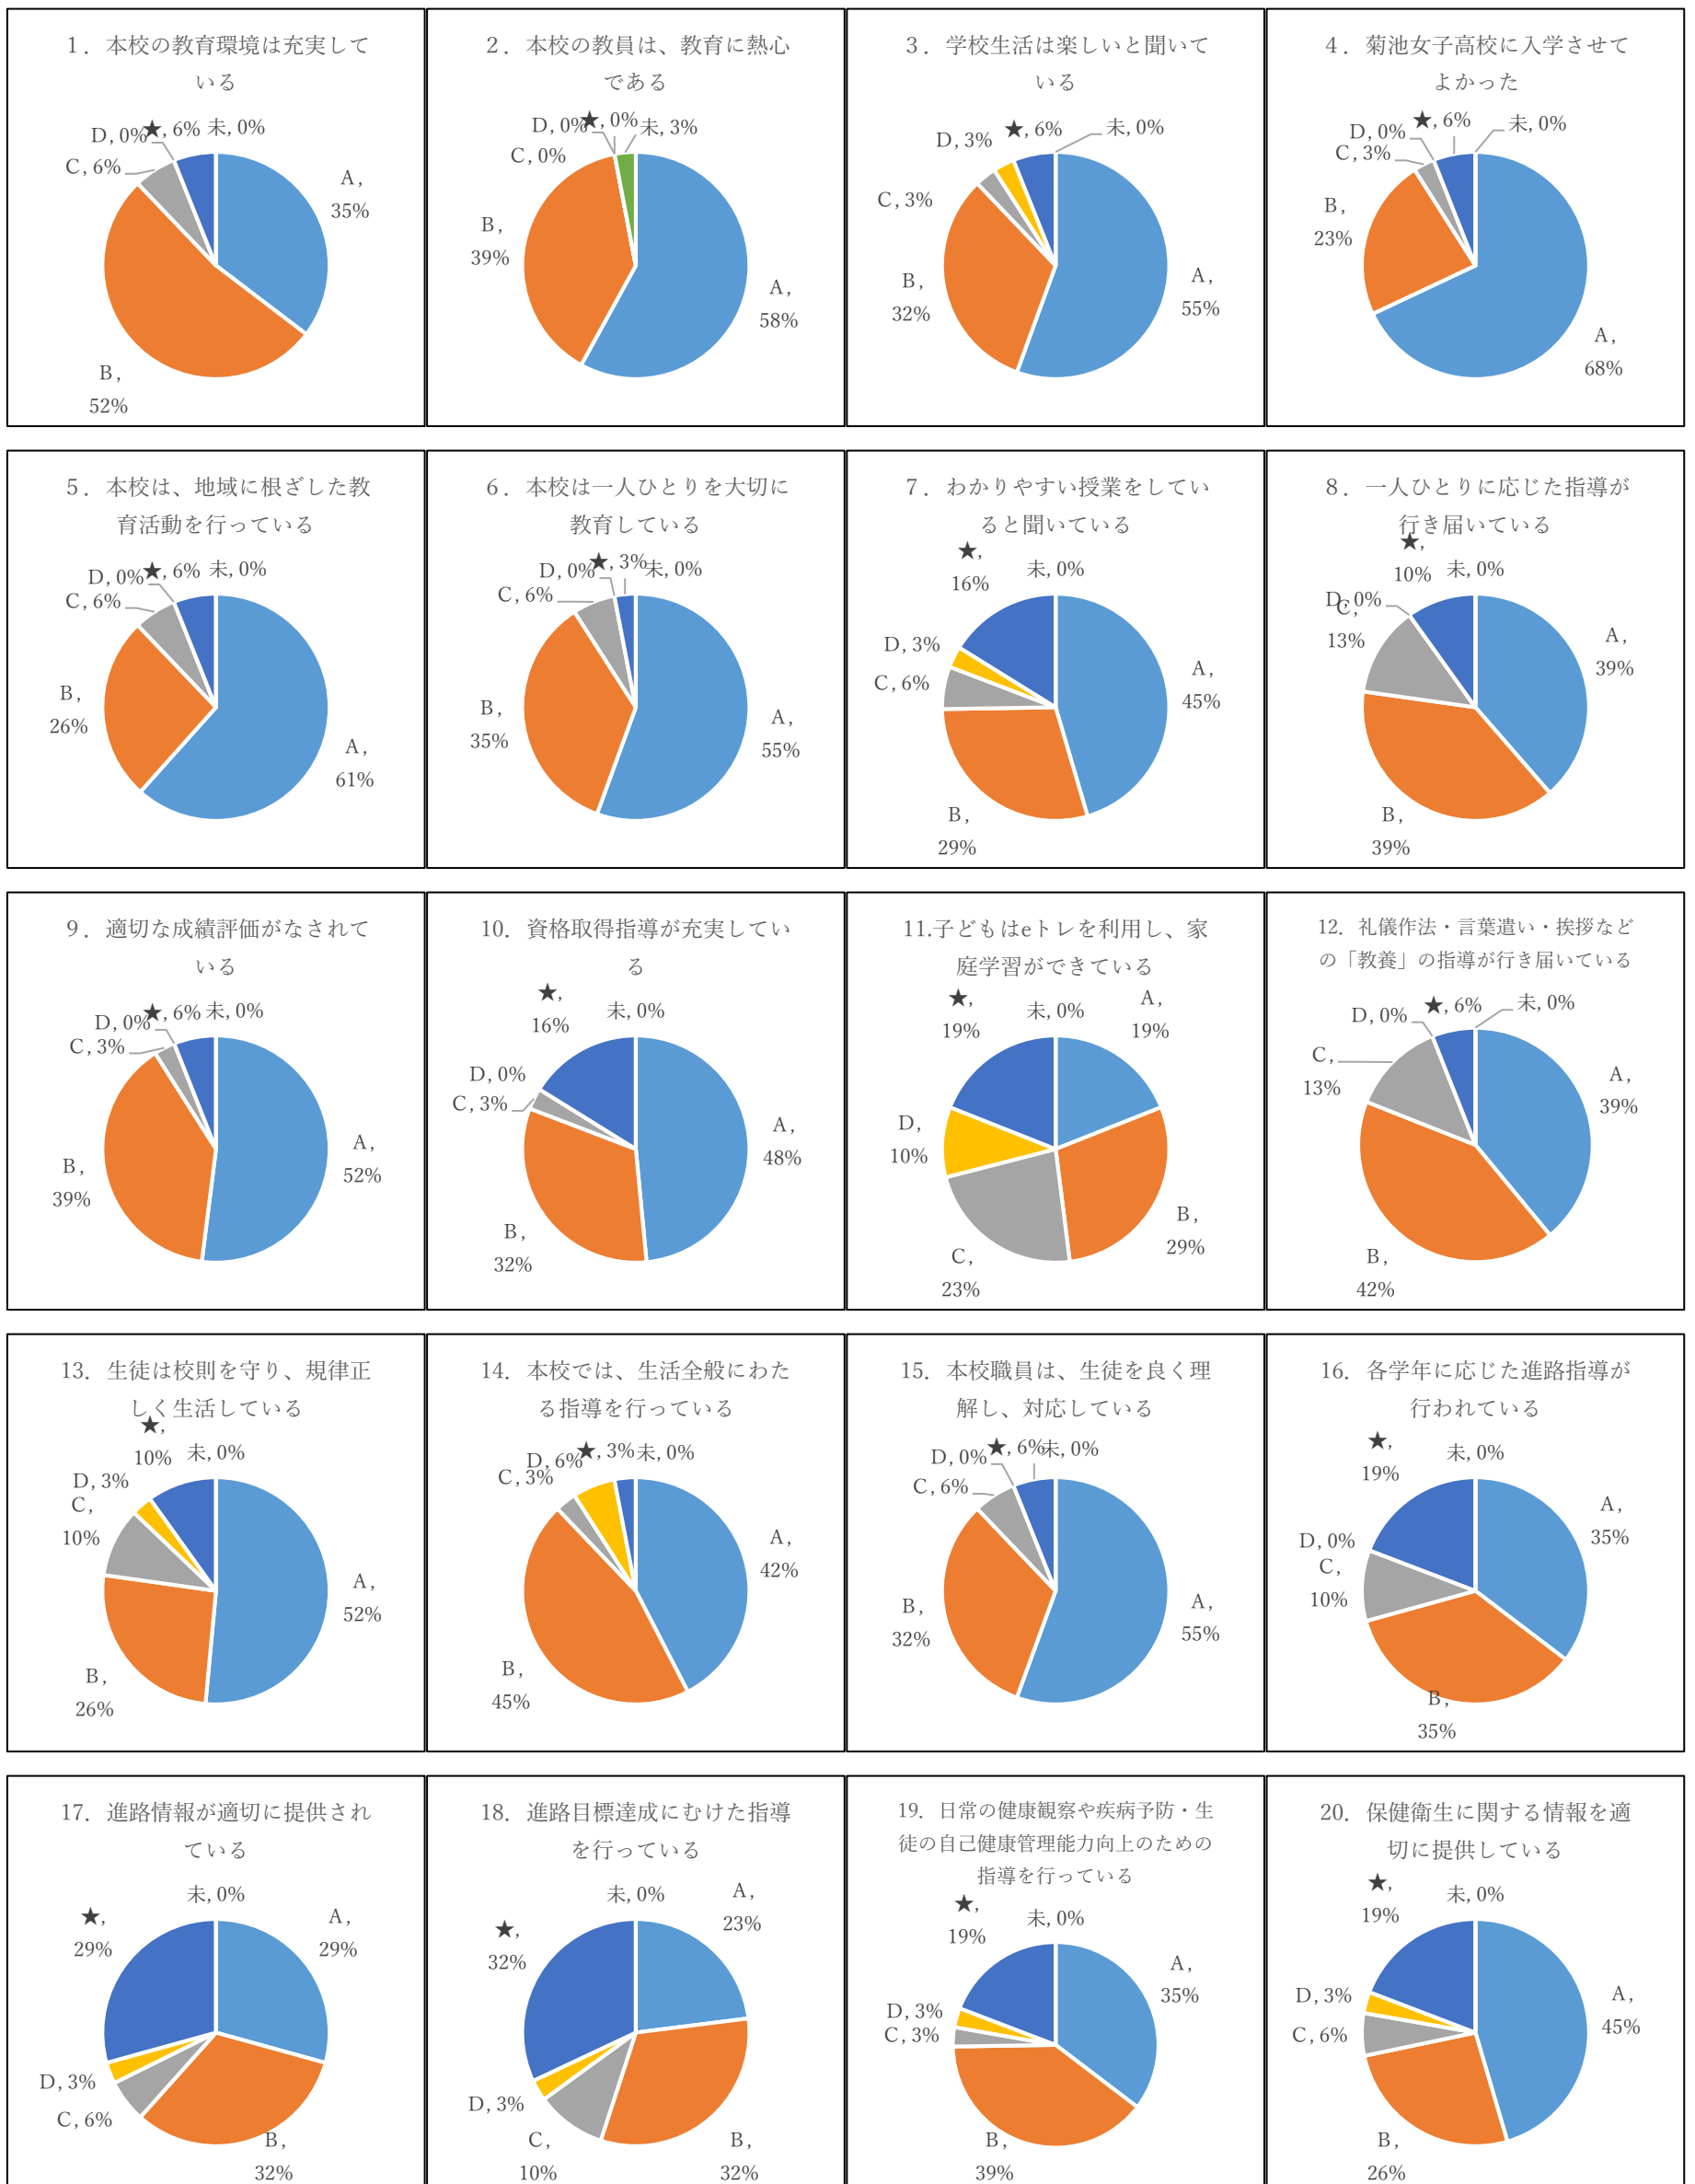 1．本校の教育環境は充実して
いる
D, 0%
★, 6%
未, 0%
C, 6%
A,
35%
B,
52%
2．本校の教員は、教育に熱心
である
D, 0%
★, 0%
未, 3%
C, 0%
B,
39%
A,
58%
3．学校生活は楽しいと聞いて
いる
D, 3%
★, 6%
未, 0%
C, 3%
B,
32%
A,
55%
4．菊池女子高校に入学させて
よかった
D, 0%
★, 6%
未, 0%
C, 3%
B,
23%
A,
68%
5．本校は、地域に根ざした教
育活動を行っている
D, 0%
★, 6%
未, 0%
C, 6%
B,
26%
A,
61%
6．本校は一人ひとりを大切に
教育している
D, 0%
★, 3%
未, 0%
C, 6%
B,
35%
A,
55%
7．わかりやすい授業をしてい
ると聞いている
★,
16%
未, 0%
D, 3%
C, 6%
A,
45%
B,
29%
8．一人ひとりに応じた指導が
行き届いている
★,
10%
未, 0%
D, 0%
C,
13%
A,
39%
B,
39%
9．適切な成績評価がなされて
いる
D, 0%
★, 6%
未, 0%
C, 3%
B,
39%
A,
52%
10．資格取得指導が充実してい
る
★,
16%
未, 0%
D, 0%
C, 3%
A,
48%
B,
32%
11.子どもはeトレを利用し、家
庭学習ができている
★,
19%
未, 0%
A,
19%
D,
10%
B,
29%
C,
23%
12．礼儀作法・言葉遣い・挨拶など
の「教養」の指導が行き届いている
D, 0%
★, 6%
未, 0%
C,
13%
A,
39%
B,
42%
13．生徒は校則を守り、規律正
しく生活している
★,
10%
未, 0%
D, 3%
C,
10%
A,
52%
B,
26%
14．本校では、生活全般にわた
る指導を行っている
D, 6%
★, 3%
未, 0%
C, 3%
A,
42%
B,
45%
15．本校職員は、生徒を良く理
解し、対応している
D, 0%
★, 6%
未, 0%
C, 6%
B,
32%
A,
55%
16．各学年に応じた進路指導が
行われている
★,
19%
未, 0%
A,
35%
D, 0%
C,
10%
B,
35%
17．進路情報が適切に提供され
ている
未, 0%
★,
29%
A,
29%
D, 3%
C, 6%
B,
32%
18．進路目標達成にむけた指導
を行っている
未, 0%
A,
23%
★,
32%
D, 3%
C,
10%
B,
32%
19．日常の健康観察や疾病予防・生
徒の自己健康管理能力向上のための
指導を行っている
★,
19%
未, 0%
A,
35%
D, 3%
C, 3%
B,
39%
20．保健衛生に関する情報を適
切に提供している
★,
19%
未, 0%
D, 3%
C, 6%
A,
45%
B,
26%